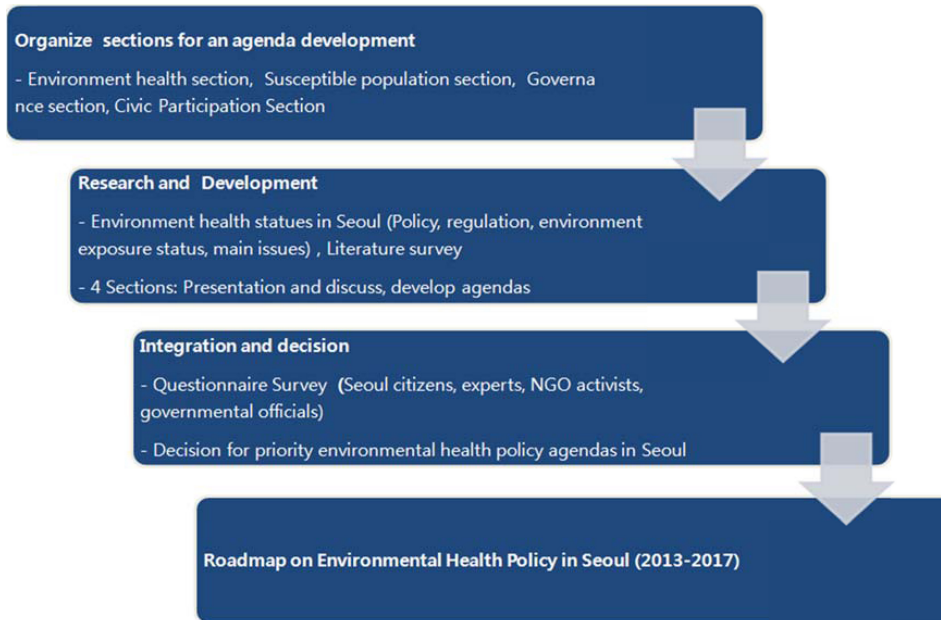 Organize sections for an agenda development
- Environment health section, Susceptible population section, Governa
nce section, Civic Participation Section
Research and Development
- Environment health statues in Seoul (Policy, regulation, environment
exposure status, main issues) , Literature survey
- 4 Sections: Presentation and discuss, develop agendas
Integration and decision
- Questionnaire Survey (Seoul citizens, experts, NGO activists,
governmental officials)
- Decision for priority environmental health policy agendas in Seoul
Roadmap on Environmental Health Policy in Seoul (2013-2017)